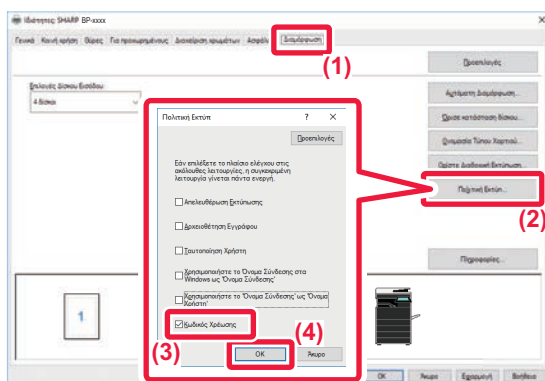 Ιδιότητες: SHARP BP-xxxx
Γενικά Κοινή χρήση Θύρες Για προχωρημένους Διαχείριση χρωμάτων Ασφάλεια Διαμόρφωση
(1)
Προεπιλογές
Επιλογές Δίσκου Εισόδου:
4 δίσκοι
Αυτόματη Διαμόρφωση...
Όρισε κατάσταση δίσκου...
Ονομασία Τύπου Χαρτιού...
Ορίστε Διαδοχική Εκτύπωση...
Πολιτική Εκτύπ...
(2)
Πληροφορίες...
Πολιτική Εκτύπ
?
Προεπιλογές
Εάν επιλέξετε το πλαίσιο ελέγχου στις
ακόλουθες λειτουργίες, η συγκεκριμένη
λειτουργία γίνεται πάντα ενεργή.
Απελευθέρωση Εκτύπωσης
Αρχειοθέτηση Εγγράφου
Ταυτοποίηση Χρήστη
Χρησιμοποιήστε το Όνομα Σύνδεσης στα
Windows ως 'Όνομα Σύνδεσης'
Χρησιμοποιήστε το 'Όνομα Σύνδεσης' ως 'Όνομα
Χρήστη'
Κωδικός Χρέωσης
(3)
(4)
OK
Άκυρο
1
OK Άκυρο Εφαρμογή Βοήθεια